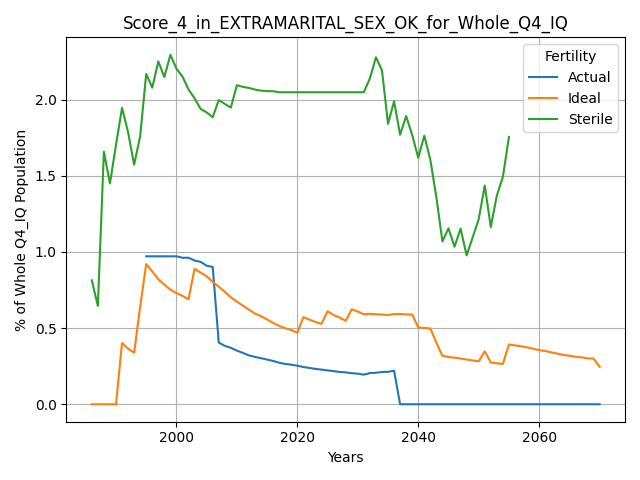 Score_4_in_EXTRAMARITAL_SEX_OK_for_Whole_Q4_IQ
Fertility
Actual
Ideal
Sterile
% of Whole Q4_IQ Population
2.0
1.5
1.0
0.5
0.0
2000
2020
2040
2060
Years